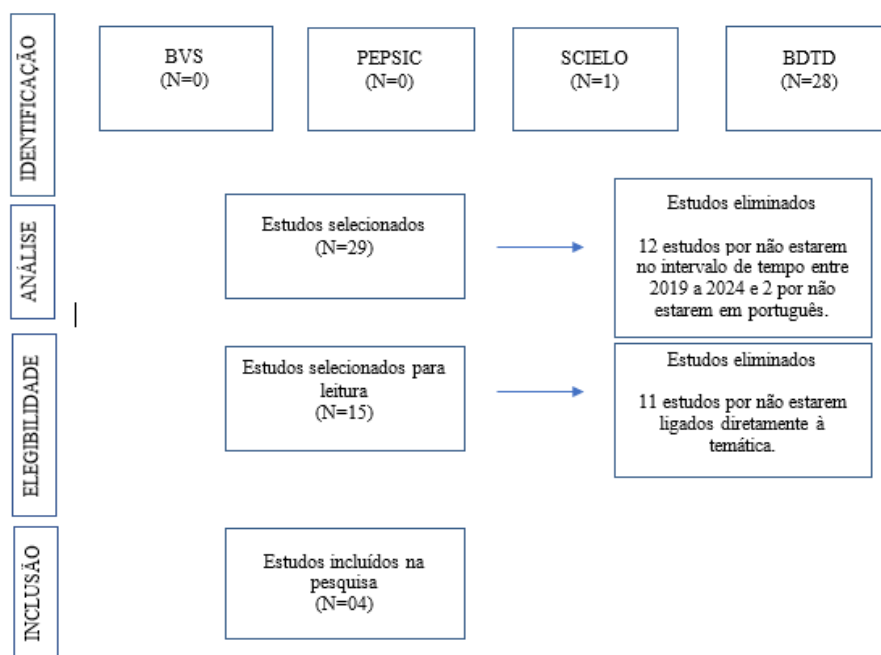 IDENTIFICAÇÃO
BVS
(N=0)
PEPSIC
(N=0)
SCIELO
(N=1)
BDTD
(N=28)
ANÁLISE
Estudos selecionados
(N=29)
Estudos eliminados
12 estudos por não estarem
no intervalo de tempo entre
2019 a 2024 e 2 por não
estarem em português.
ELEGIBILIDADE
Estudos selecionados para
leitura
(N=15)
Estudos eliminados
11 estudos por não estarem
ligados diretamente à
temática.
INCLUSÃO
Estudos incluídos na
pesquisa
(N=04)